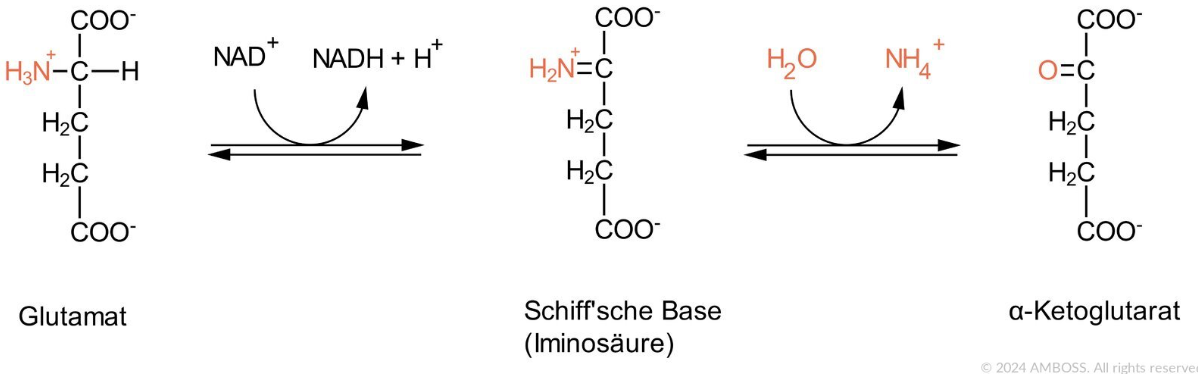 COO⁻ COO⁻ COO⁻
H₃N⁺–C–H NAD⁺ NADH + H⁺ H₂N⁺=C H₂O NH₄⁺ O=C
H₂C H₂C H₂C
H₂C H₂C H₂C
COO⁻ COO⁻ COO⁻
Glutamat Schiff'sche Base α-Ketoglutarat
(Iminosäure)
© 2024 AMBOSS. All rights reserve